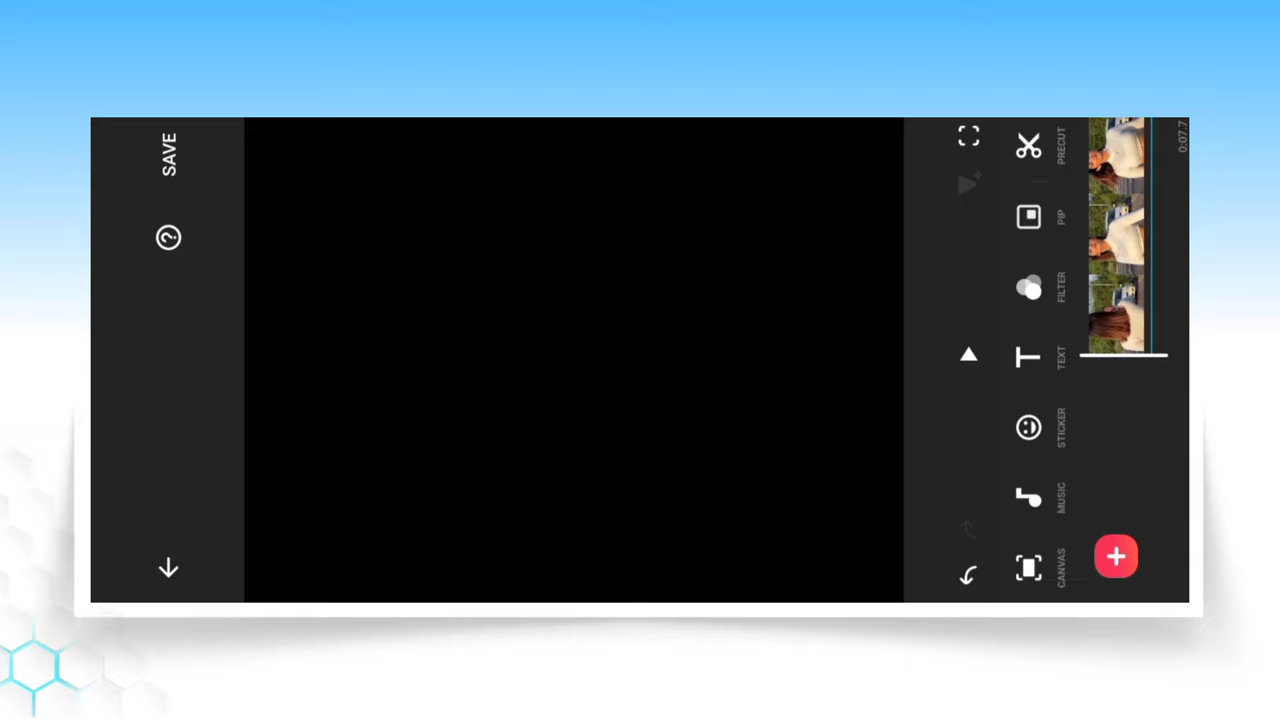 SAVE
CANVAS
MUSIC
STICKER
TEXT
FILTER
PIP
PRECUT
0:07.7